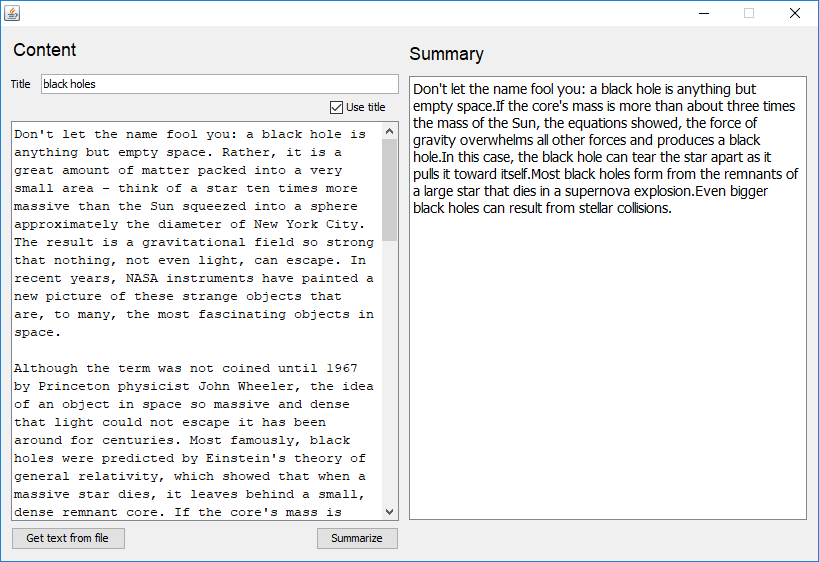 Content
Title
black holes
Use title
Don't let the name fool you: a black hole is
anything but empty space. Rather, it is a
great amount of matter packed into a very
small area - think of a star ten times more
massive than the Sun squeezed into a sphere
approximately the diameter of New York City.
The result is a gravitational field so strong
that nothing, not even light, can escape. In
recent years, NASA instruments have painted a
new picture of these strange objects that
are, to many, the most fascinating objects in
space.
Although the term was not coined until 1967
by Princeton physicist John Wheeler, the idea
of an object in space so massive and dense
that light could not escape it has been
around for centuries. Most famously, black
holes were predicted by Einstein's theory of
general relativity, which showed that when a
massive star dies, it leaves behind a small,
dense remnant core. If the core's mass is
Get text from file
Summarize
Summary
Don't let the name fool you: a black hole is anything but
empty space.If the core's mass is more than about three times
the mass of the Sun, the equations showed, the force of
gravity overwhelms all other forces and produces a black
hole.In this case, the black hole can tear the star apart as it
pulls it toward itself.Most black holes form from the remnants of
a large star that dies in a supernova explosion.Even bigger
black holes can result from stellar collisions.